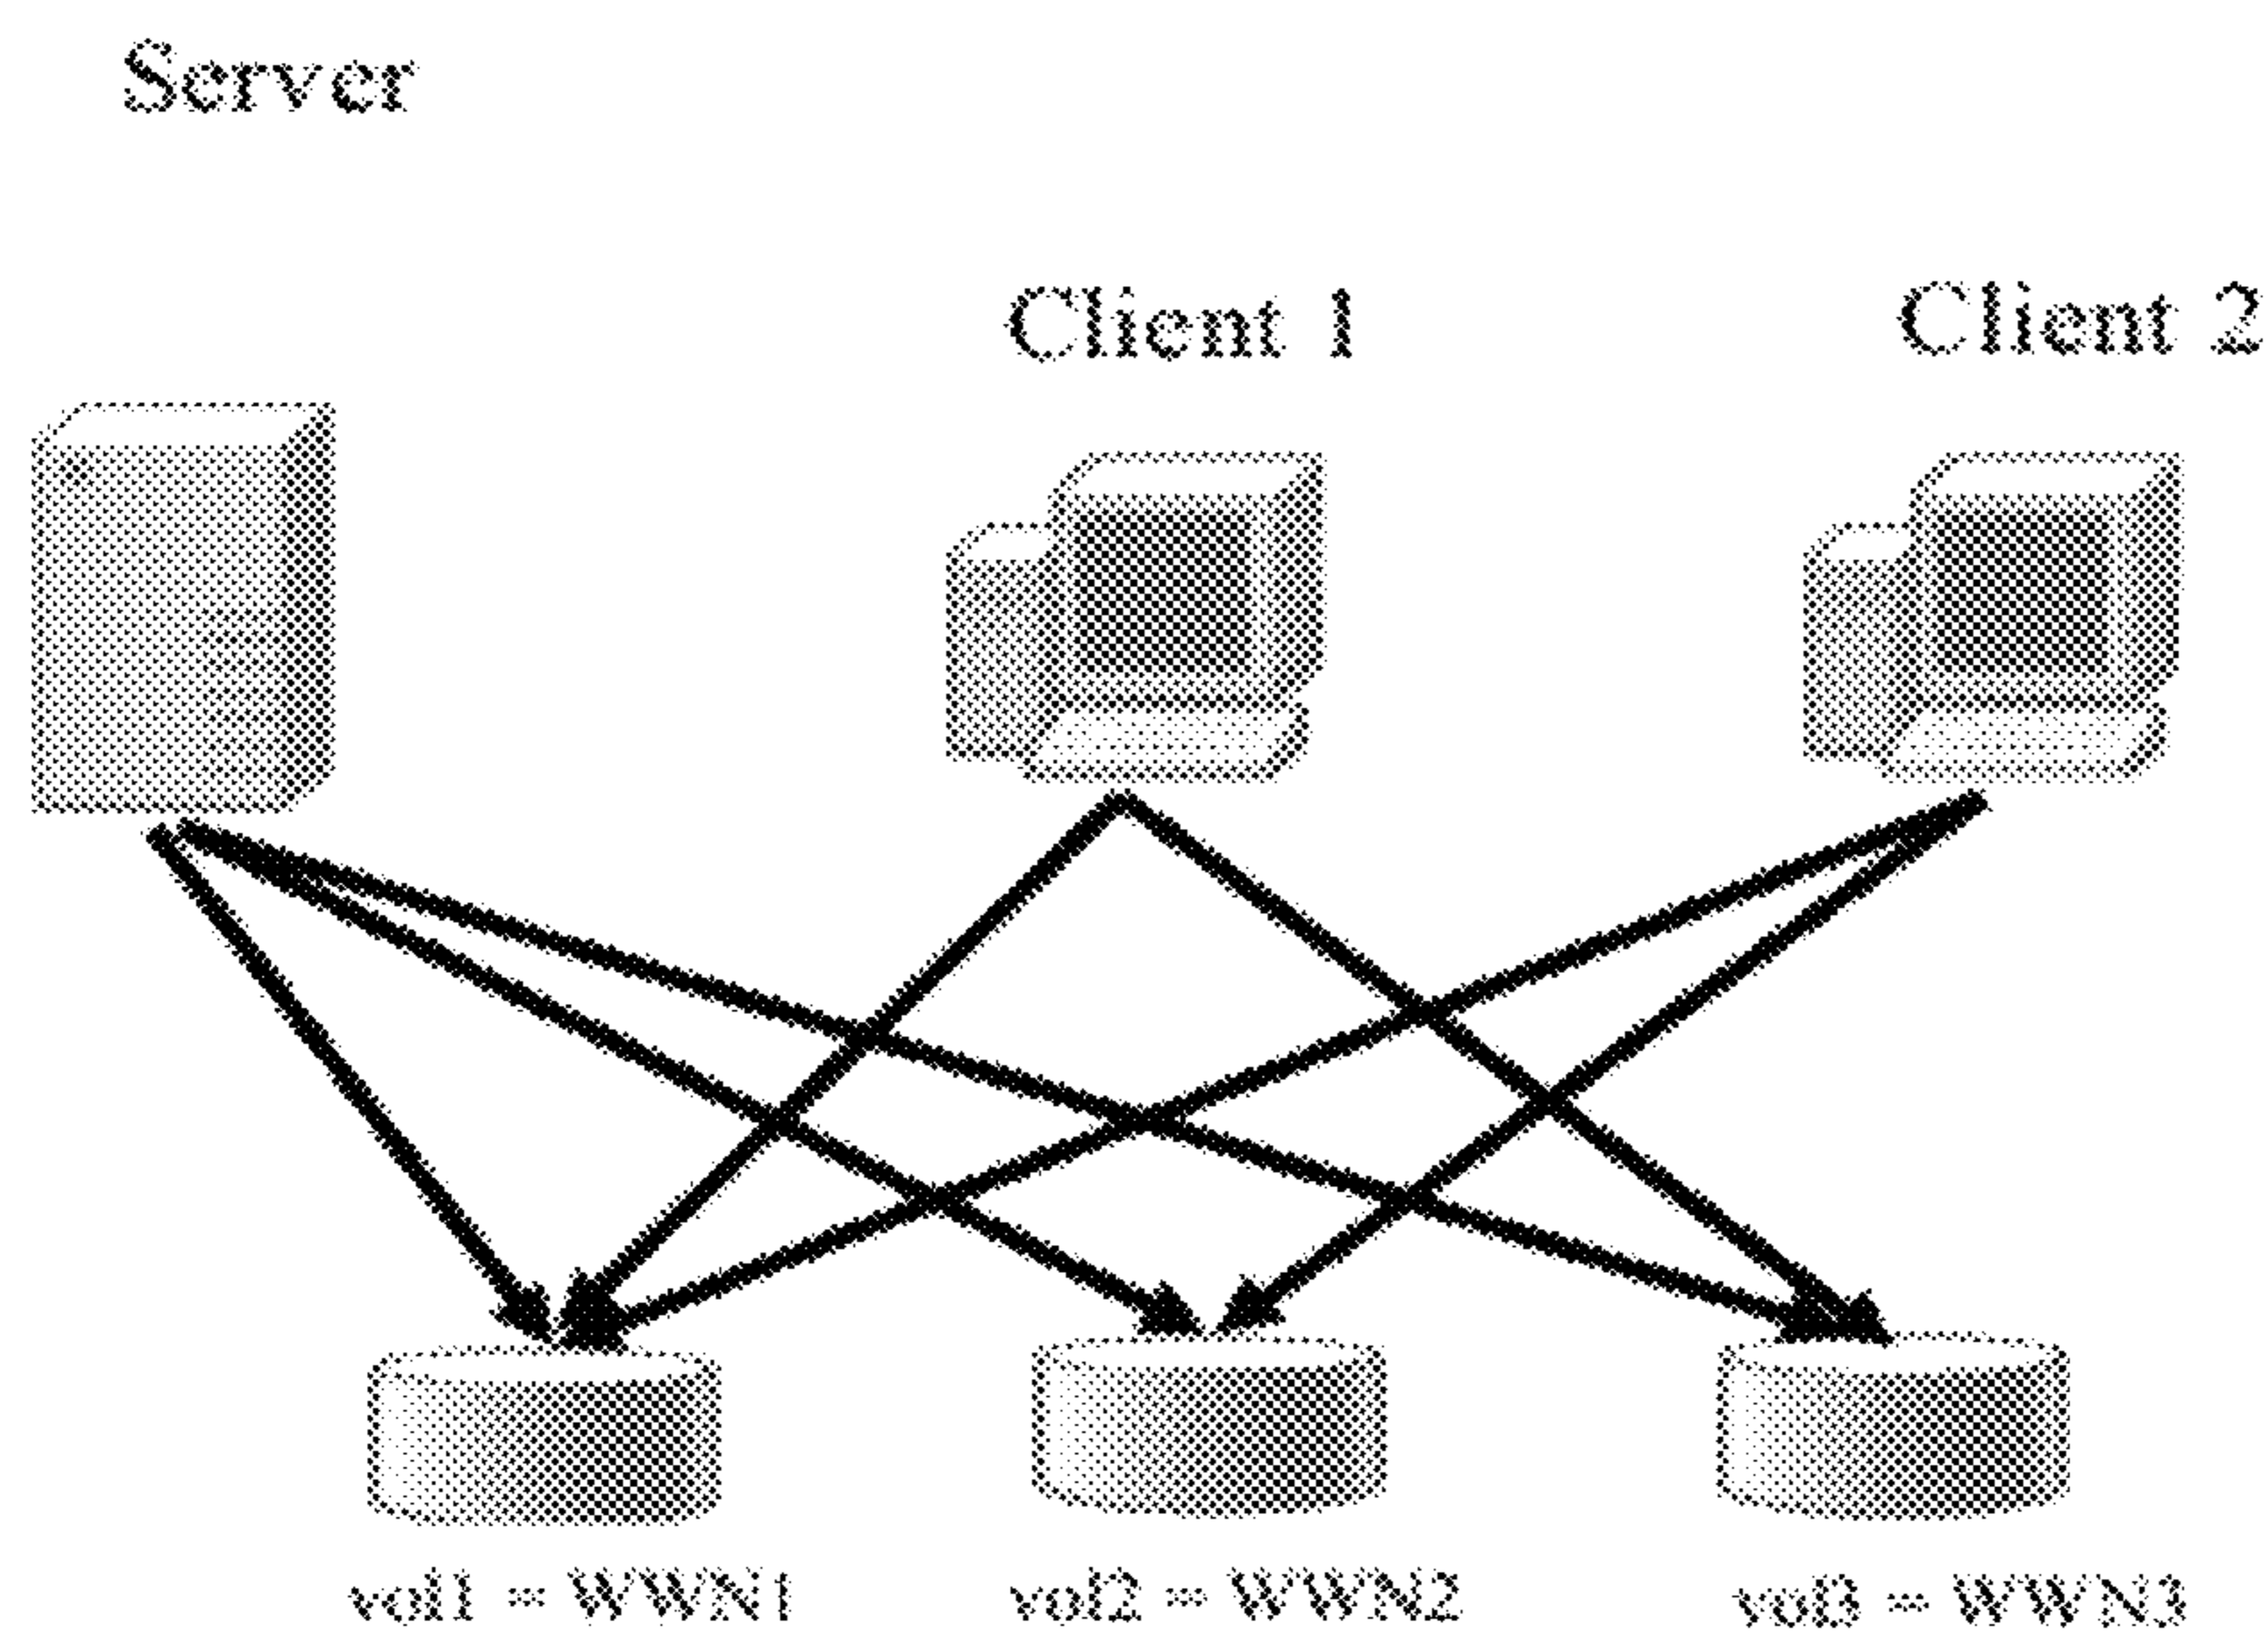 Server
Client 1
Client 2
vol1 = WWN1
vol2 = WWN2
vol3 = WWN3